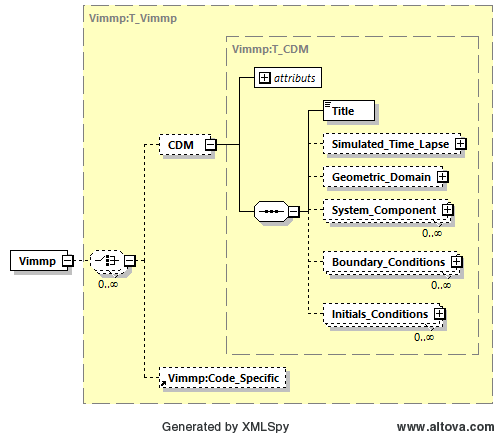 Vimmp:T_Vimmp
Vimmp:T_CDM
attributs
Title
CDM
Simulated_Time_Lapse
Geometric_Domain
System_Component
0..∞
Vimmp
0..∞
Boundary_Conditions
0..∞
Initials_Conditions
0..∞
Vimmp:Code_Specific
Generated by XMLSpy
www.altova.com